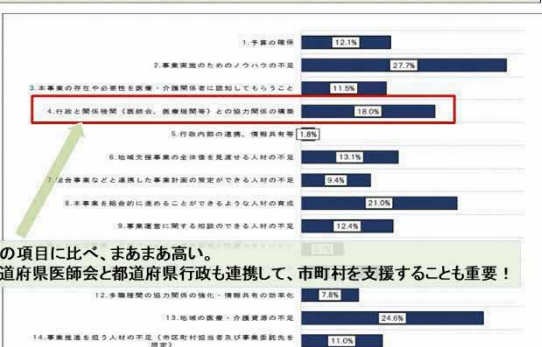 1.予算の確保 12.1%
2.事業実施のためのノウハウの不足 27.7%
3.本事業の存在や必要性を医療・介護関係者に認知してもらうこと 11.5%
4.行政と関係機関(医師会、医療機関等)との協力関係の構築 18.0%
5.行政内部の連携、情報共有等 1.8%
6.地域支援事業の全体像を見渡せる人材の不足 13.1%
合事業などと連携した事業計画の策定ができる人材の不足 9.4%
8.本事業を総合的に進めることができるような人材の育成 21.0%
9.事業運営に関する相談のできる人材の不足 12.4%
の項目に比べ、まあまあ高い。
道府県医師会と都道府県行政も連携して、市町村を支援することも重要!
12.多職種間の協力関係の強化・情報共有の効率化 7.8%
13.地域の医療・介護資源の不足 24.6%
14.事業推進を担う人材の不足(市区町村担当者及び事業委託先を 11.0%
想定)